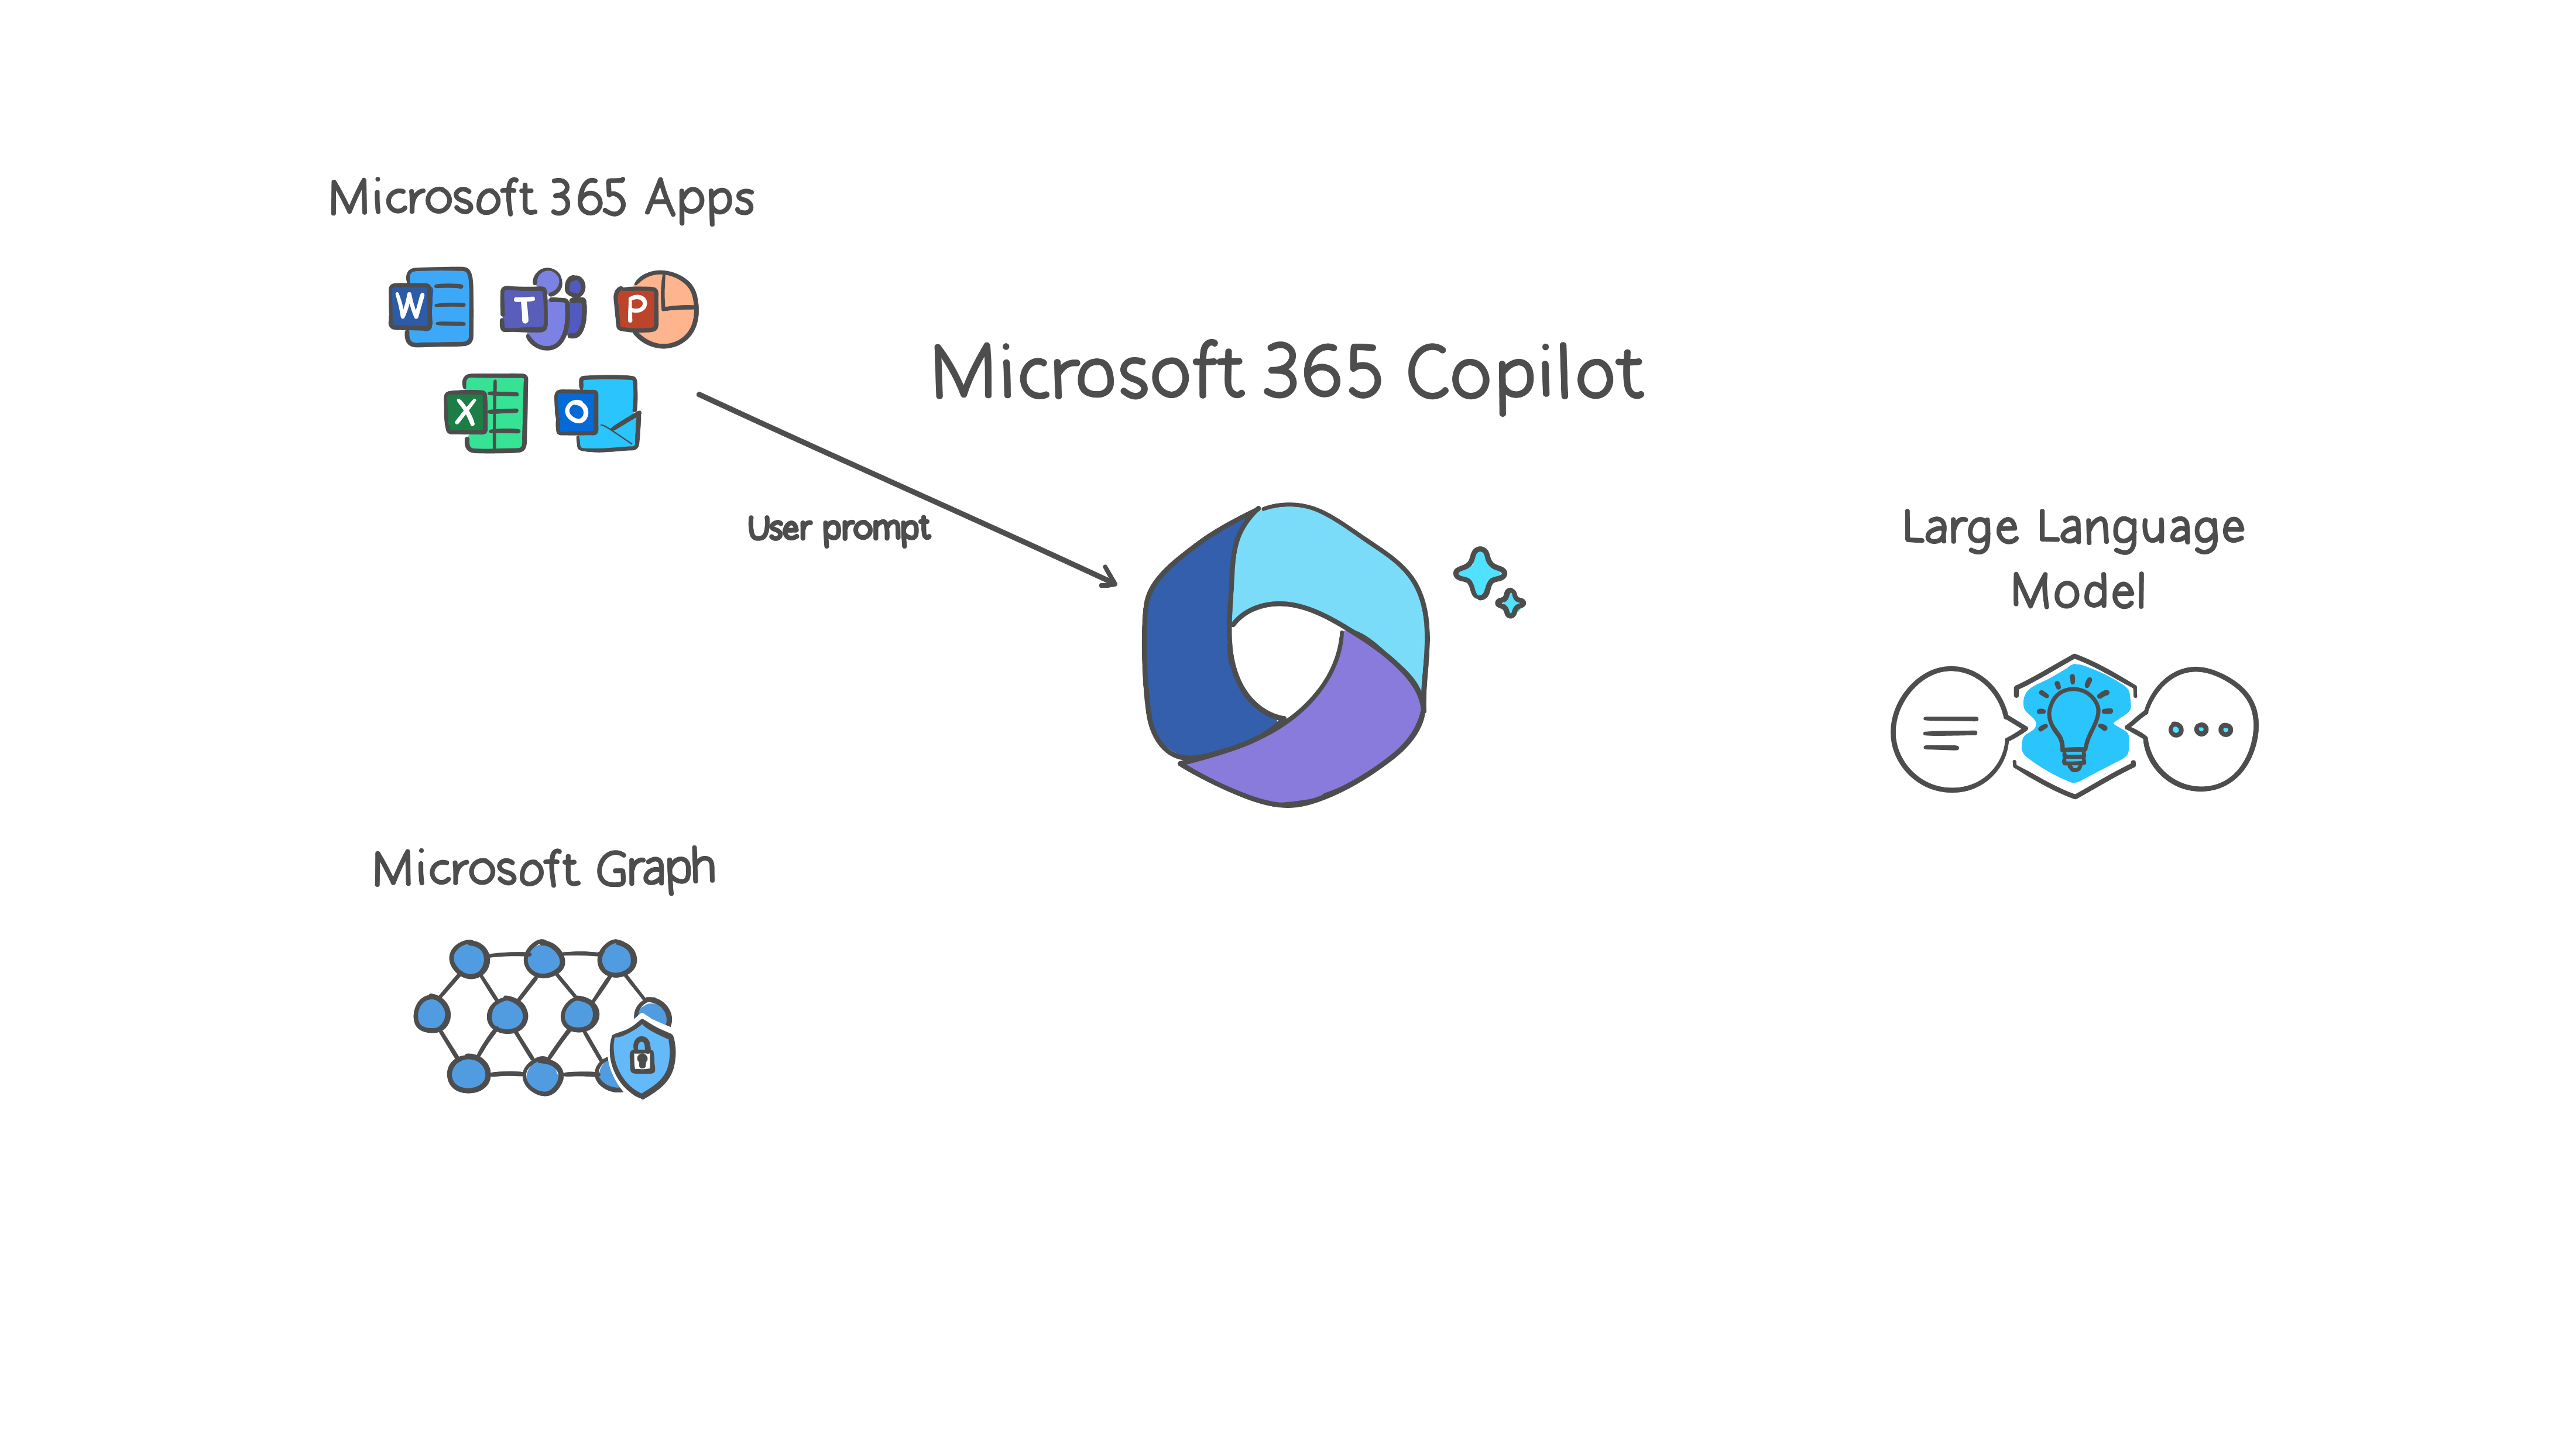 Microsoft 365 Apps
W
T
P
X
O
Microsoft 365 Copilot
User prompt
Large Language
Model
Microsoft Graph